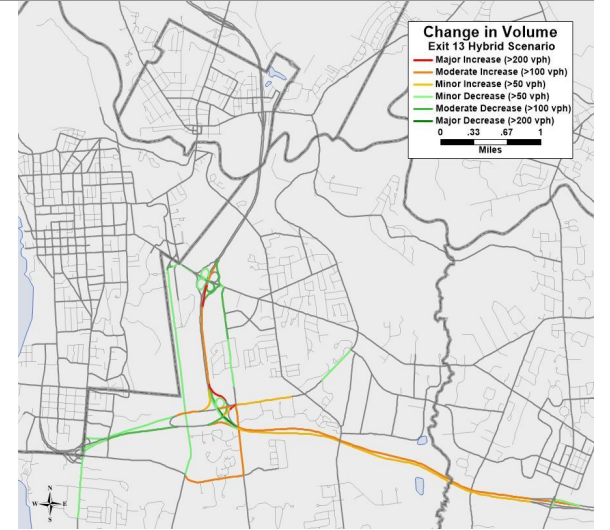 Change in Volume
Exit 13 Hybrid Scenario
Major Increase (>200 vph)
Moderate Increase (>100 vph)
Minor Increase (>50 vph)
Minor Decrease (>50 vph)
Moderate Decrease (>100 vph)
Major Decrease (>200 vph)
0 .33 .67 1
Miles
N
W E
S